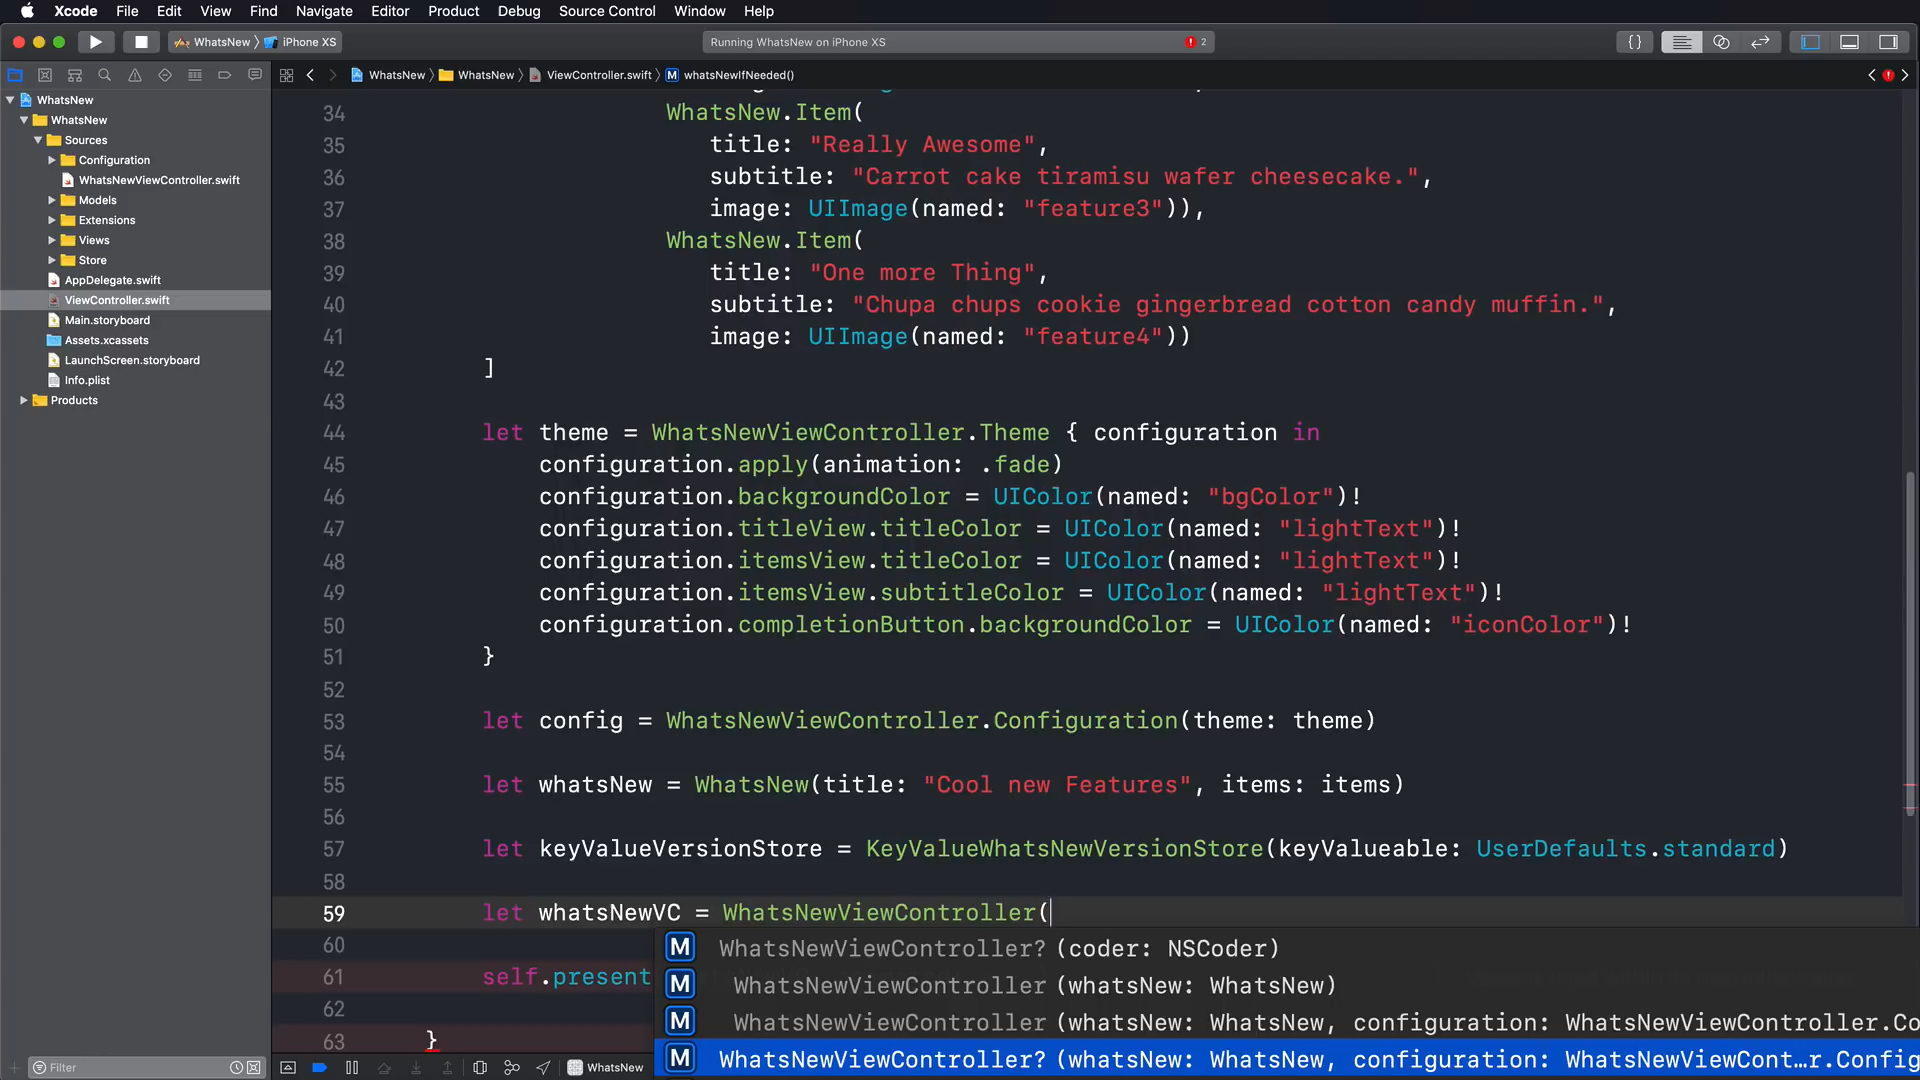 Xcode File Edit View Find Navigate Editor Product Debug Source Control Window Help
WhatsNew iPhone XS
Running WhatsNew on iPhone XS
2
WhatsNew WhatsNew ViewController.swift M whatsNewIfNeeded()
WhatsNew
WhatsNew
Sources
Configuration
WhatsNewViewController.swift
Models
Extensions
Views
Store
AppDelegate.swift
ViewController.swift
Main.storyboard
Assets.xcassets
LaunchScreen.storyboard
Info.plist
Products
Filter
34 WhatsNew.Item(
35 title: "Really Awesome",
36 subtitle: "Carrot cake tiramisu wafer cheesecake.",
37 image: UIImage(named: "feature3")),
38 WhatsNew.Item(
39 title: "One more Thing",
40 subtitle: "Chupa chups cookie gingerbread cotton candy muffin.",
41 image: UIImage(named: "feature4"))
42 ]
43
44 let theme = WhatsNewViewController.Theme { configuration in
45 configuration.apply(animation: .fade)
46 configuration.backgroundColor = UIColor(named: "bgColor")!
47 configuration.titleView.titleColor = UIColor(named: "lightText")!
48 configuration.itemsView.titleColor = UIColor(named: "lightText")!
49 configuration.itemsView.subtitleColor = UIColor(named: "lightText")!
50 configuration.completionButton.backgroundColor = UIColor(named: "iconColor")!
51 }
52
53 let config = WhatsNewViewController.Configuration(theme: theme)
54
55 let whatsNew = WhatsNew(title: "Cool new Features", items: items)
56
57 let keyValueVersionStore = KeyValueWhatsNewVersionStore(keyValueable: UserDefaults.standard)
58
59 let whatsNewVC = WhatsNewViewController(
60
61 self.present
62
63 }
M WhatsNewViewController? (coder: NSCoder)
M WhatsNewViewController (whatsNew: WhatsNew)
M WhatsNewViewController (whatsNew: WhatsNew, configuration: WhatsNewViewController.Co
M WhatsNewViewController? (whatsNew: WhatsNew, configuration: WhatsNewViewCont…r.Config
WhatsNew